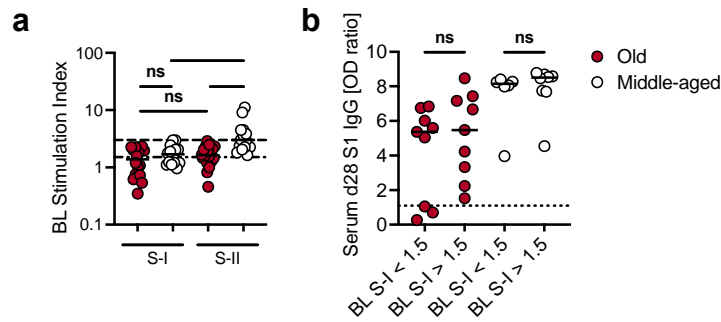 a
b
BL Stimulation Index
100
10
1
0.1
ns
ns
S-I
S-II
Serum d28 S1 IgG [OD ratio]
10
8
6
4
2
0
ns
ns
BL S-I < 1.5
BL S-I > 1.5
BL S-I < 1.5
BL S-I > 1.5
Old
Middle-aged